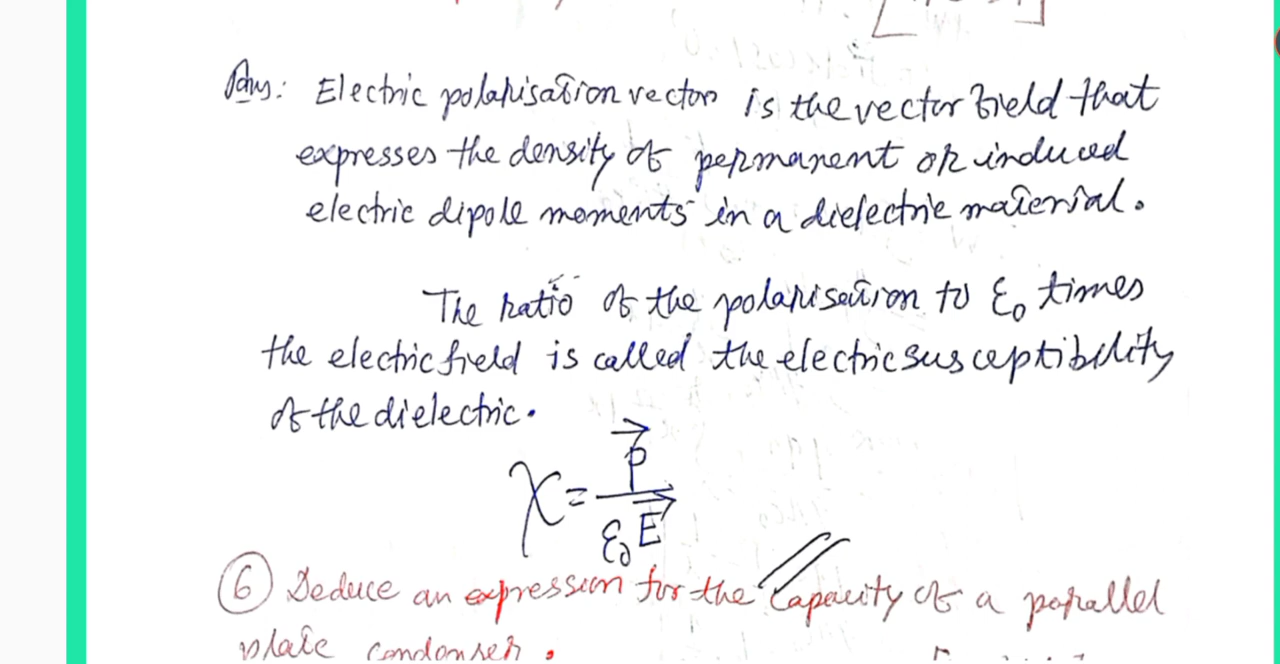 Ans: Electric polarisation vector is the vector field that
expresses the density of permanent or induced
electric dipole moments in a dielectric material.
The ratio of the polarisation to ε₀ times
the electric field is called the electric susceptibility
of the dielectric.
χ = P⃗ / ε₀ E⃗
⑥ Deduce an expression for the Capacity of a parallel
plate condenser.